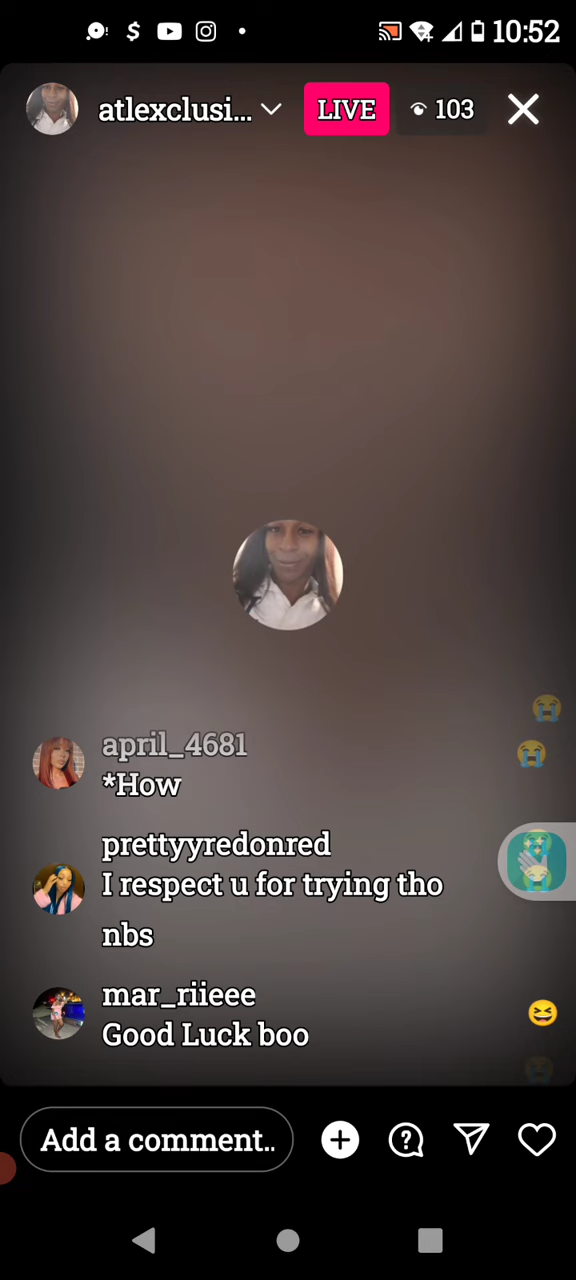 10:52
atlexclusi...
LIVE
103
april_4681
*How
prettyyredonred
I respect u for trying tho
nbs
mar_riieee
Good Luck boo
Add a comment..